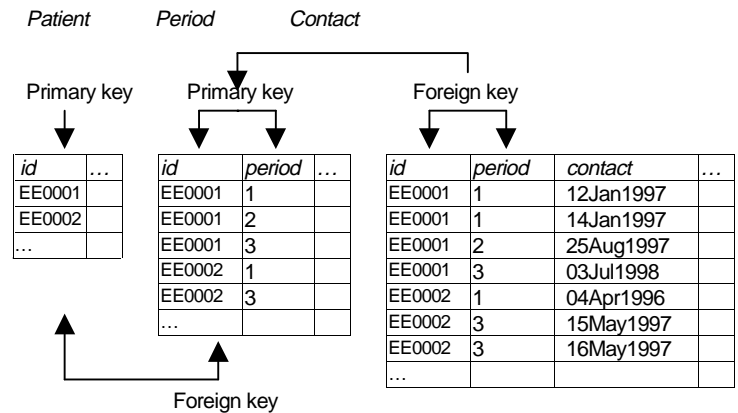 Patient Period Contact
Primary key Primary key Foreign key
id … id period … id period contact …
EE0001 EE0001 1 EE0001 1 12Jan1997
EE0002 EE0001 2 EE0001 1 14Jan1997
… EE0001 3 EE0001 2 25Aug1997
EE0002 1 EE0001 3 03Jul1998
EE0002 3 EE0002 1 04Apr1996
… EE0002 3 15May1997
EE0002 3 16May1997
…
Foreign key